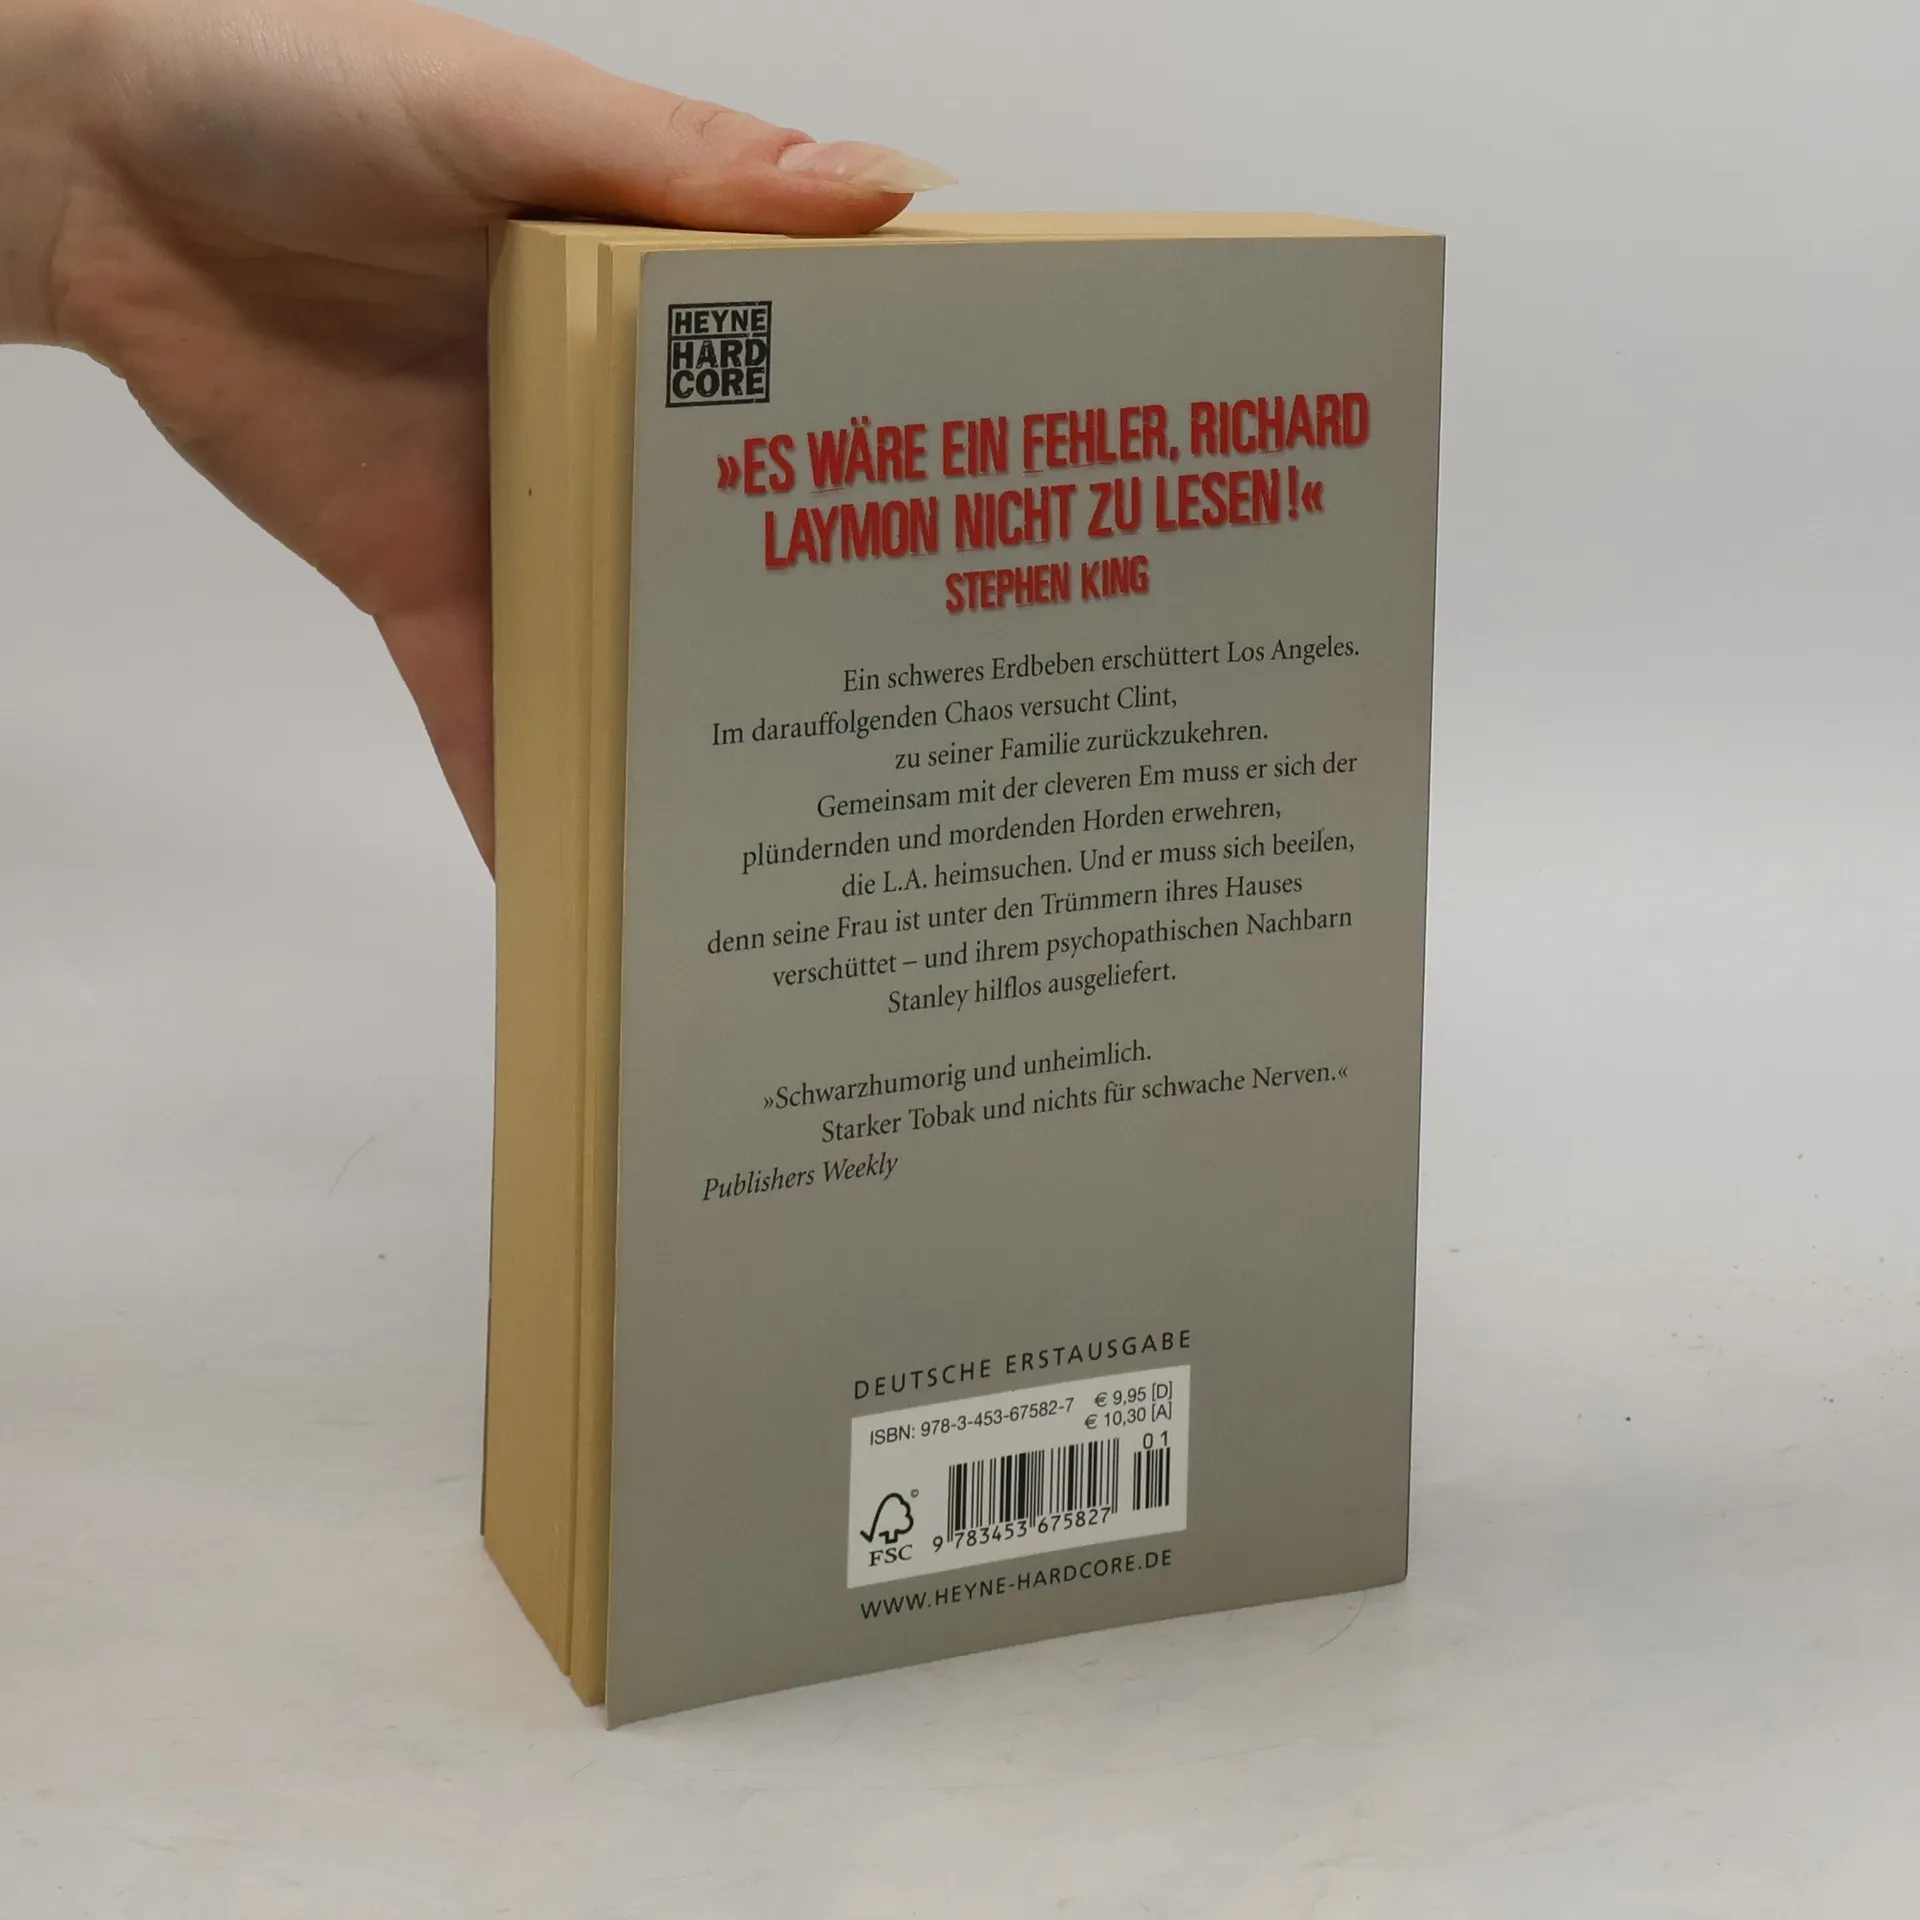 HEYNE
HARD
CORE
»ES WÄRE EIN FEHLER, RICHARD
LAYMON NICHT ZU LESEN!«
STEPHEN KING
Ein schweres Erdbeben erschüttert Los Angeles.
Im darauffolgenden Chaos versucht Clint,
zu seiner Familie zurückzukehren.
Gemeinsam mit der cleveren Em muss er sich der
plündernden und mordenden Horden erwehren,
die L.A. heimsuchen. Und er muss sich beeilen,
denn seine Frau ist unter den Trümmern ihres Hauses
verschüttet – und ihrem psychopathischen Nachbarn
Stanley hilflos ausgeliefert.
»Schwarzhumorig und unheimlich.
Starker Tobak und nichts für schwache Nerven.«
Publishers Weekly
DEUTSCHE ERSTAUSGABE
ISBN: 978-3-453-67582-7 € 9,95 [D]
€ 10,30 [A]
01
©
FSC
9 783453 675827
WWW.HEYNE-HARDCORE.DE